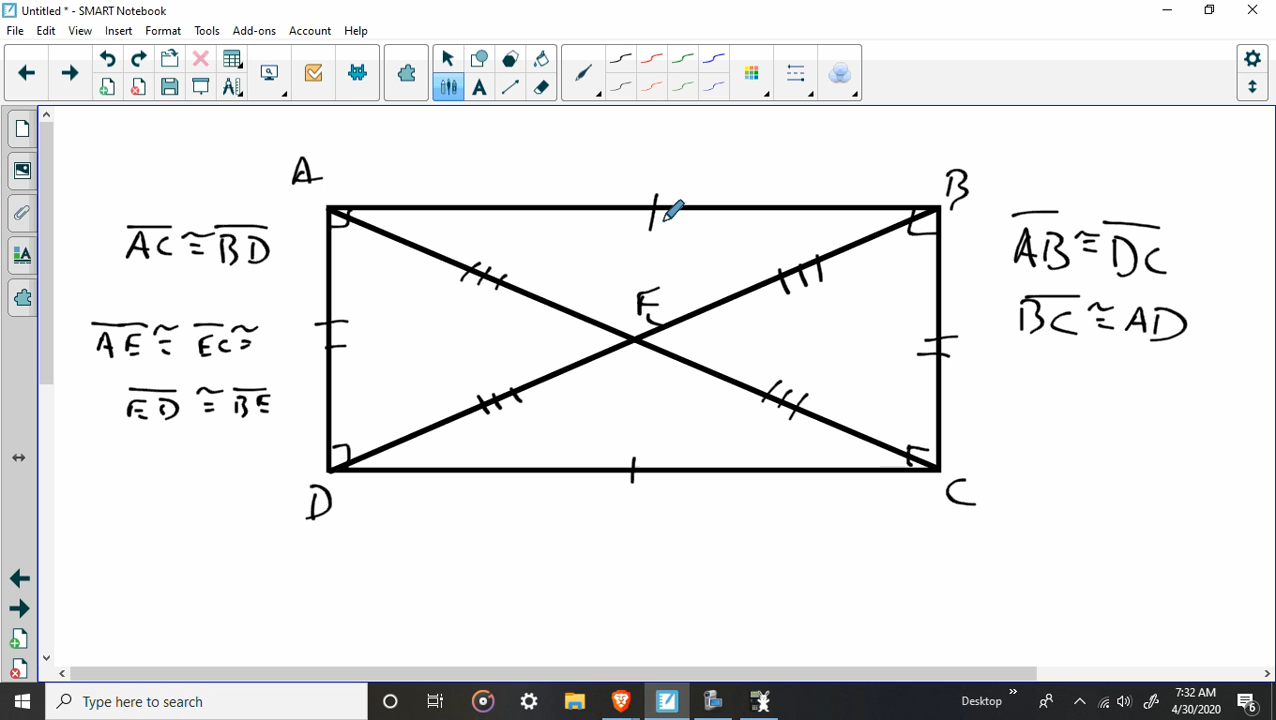 Untitled * - SMART Notebook
File Edit View Insert Format Tools Add-ons Account Help
A
B
AC ≅ BD
AB ≅ DC
E
BC ≅ AD
AE ≅ EC ≅
ED ≅ BE
D
C
Type here to search
Desktop
7:32 AM
4/30/2020
6